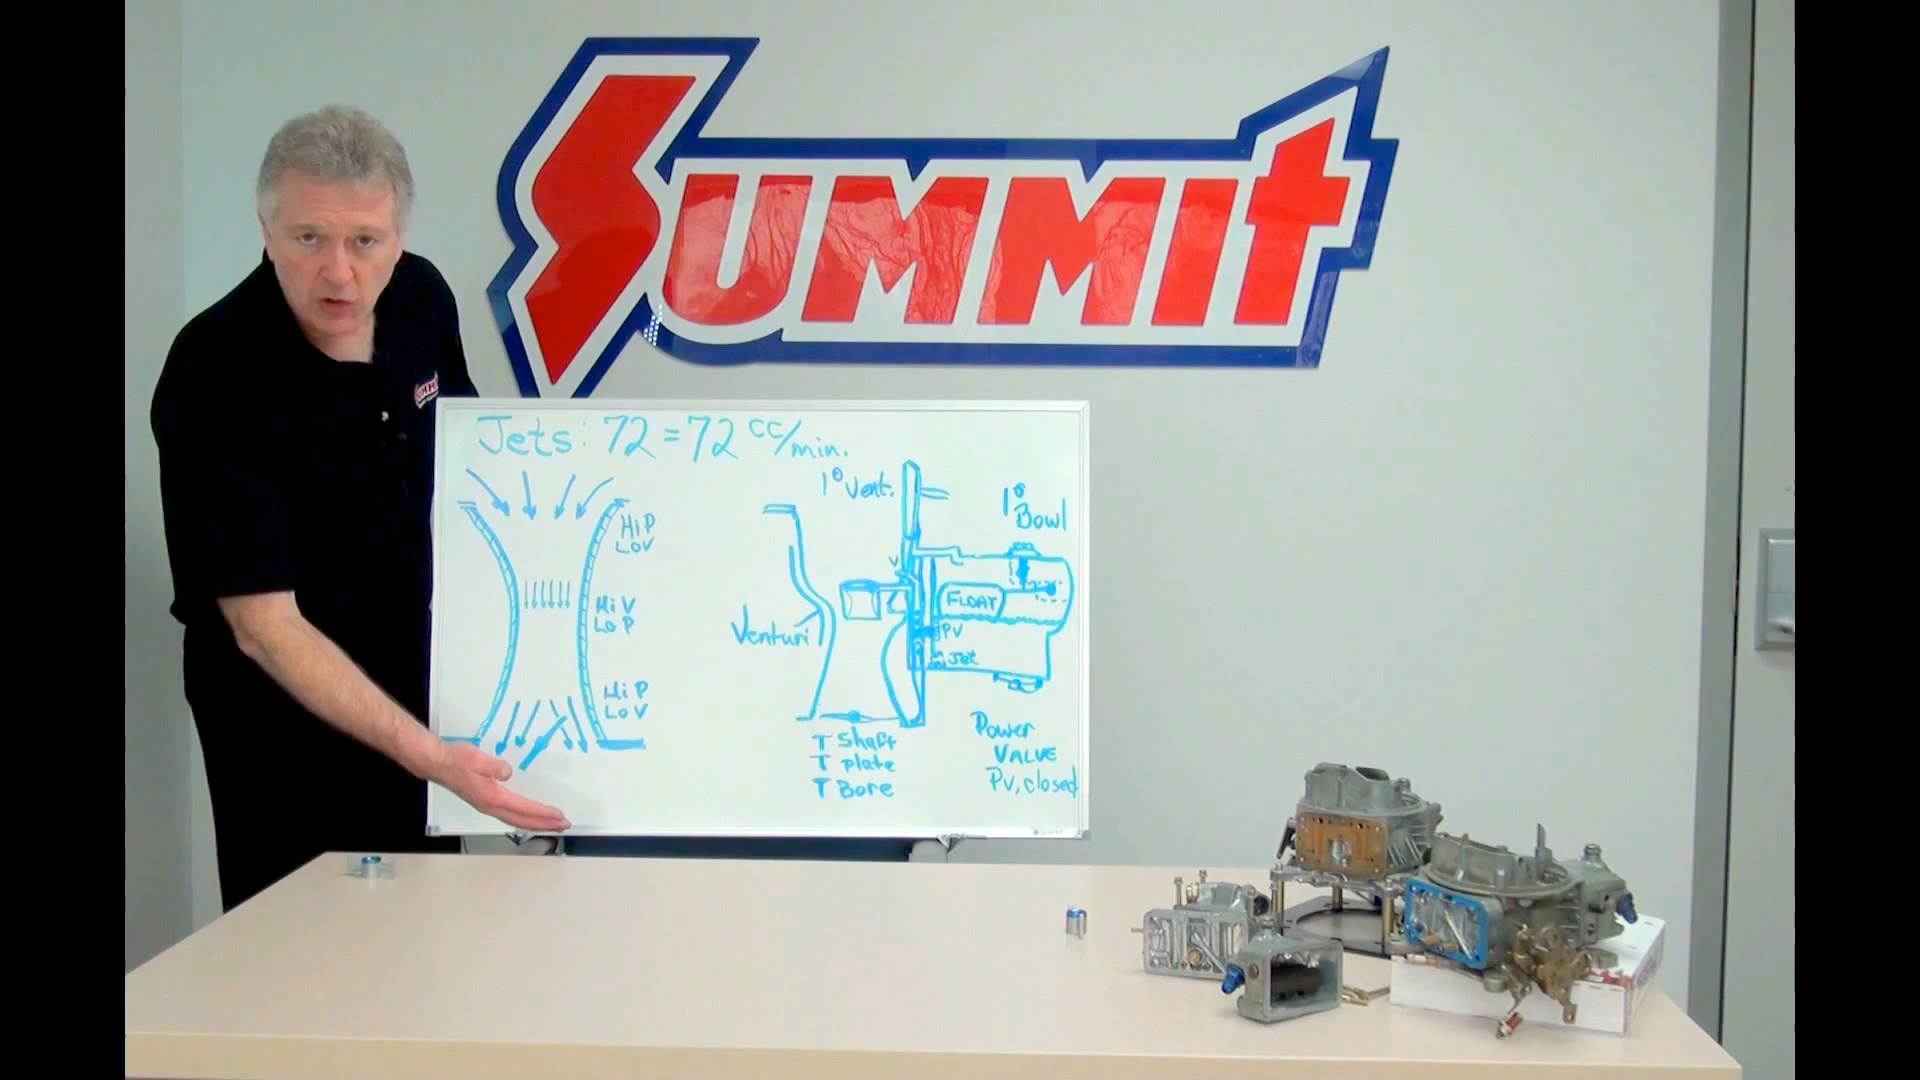 SUMMIT
SUMMIT
Jets: 72 = 72 cc/min.
Hi P
Lo V
Hi V
Lo P
Hi P
Lo V
1° Vent.
1° Bowl
V
FLOAT
PV
Jet
Venturi
T Shaft
T plate
T Bore
Power
VALVE
PV, closed